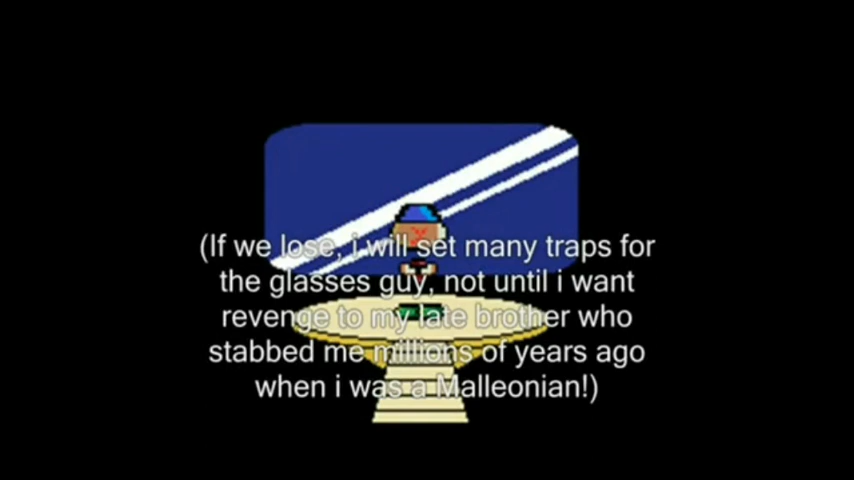 (If we lose, i will set many traps for
the glasses guy, not until i want
revenge to my late brother who
stabbed me millions of years ago
when i was a Malleonian!)